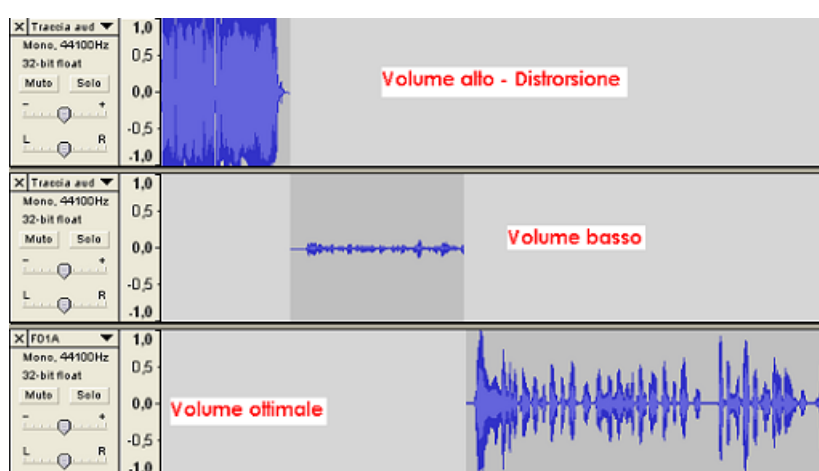 Traccia aud
Mono, 44100Hz
32-bit float
Muto Solo
- +
L R
1,0
0,5
0,0
-0,5
-1,0
Volume alto - Distrorsione
Traccia aud
Mono, 44100Hz
32-bit float
Muto Solo
- +
L R
1,0
0,5
0,0
-0,5
-1,0
Volume basso
F01A
Mono, 44100Hz
32-bit float
Muto Solo
- +
L R
1,0
0,5
0,0
-0,5
-1,0
Volume ottimale